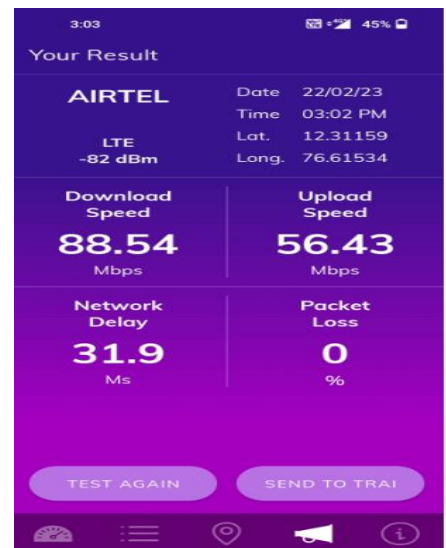 3:03
45%
Your Result
AIRTEL
LTE
-82 dBm
Date 22/02/23
Time 03:02 PM
Lat. 12.31159
Long. 76.61534
Download
Speed
88.54
Mbps
Upload
Speed
56.43
Mbps
Network
Delay
31.9
Ms
Packet
Loss
0
%
TEST AGAIN
SEND TO TRAI